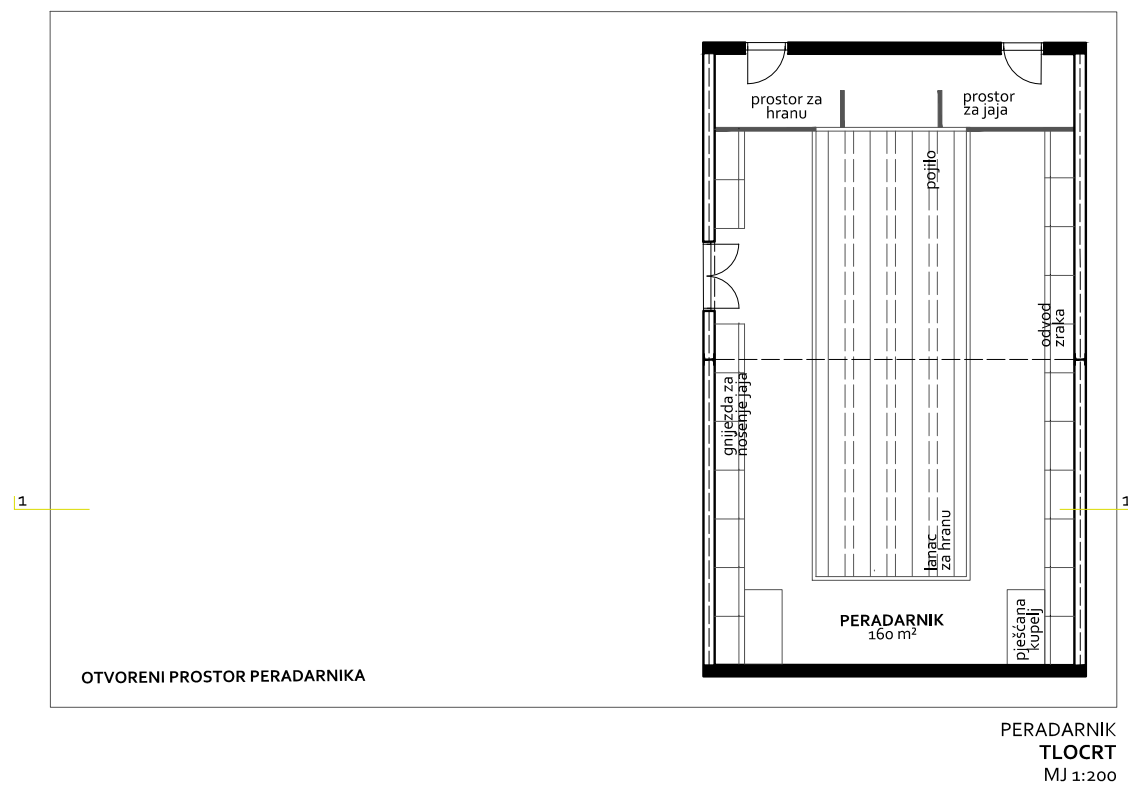 prostor za
hranu
prostor
za jaja
pojilo
odvod
zraka
gnijezda za
nošenje jaja
1
1
lanac
za hranu
PERADARNIK
160 m²
pješčana
kupelj
OTVORENI PROSTOR PERADARNIKA
PERADARNIK
TLOCRT
MJ 1:200